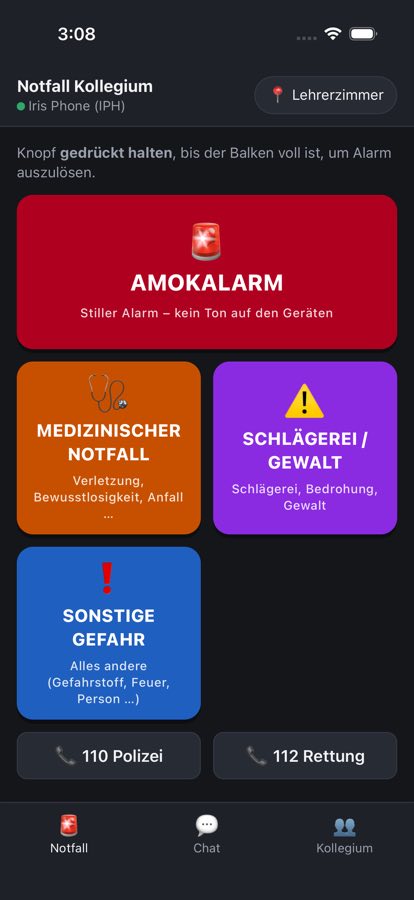 3:08
Notfall Kollegium
Iris Phone (IPH)
Lehrerzimmer
Knopf gedrückt halten, bis der Balken voll ist, um Alarm
auszulösen.
AMOKALARM
Stiller Alarm – kein Ton auf den Geräten
MEDIZINISCHER
NOTFALL
Verletzung,
Bewusstlosigkeit, Anfall
...
SCHLÄGEREI /
GEWALT
Schlägerei, Bedrohung,
Gewalt
SONSTIGE
GEFAHR
Alles andere
(Gefahrstoff, Feuer,
Person ...)
110 Polizei
112 Rettung
Notfall
Chat
Kollegium